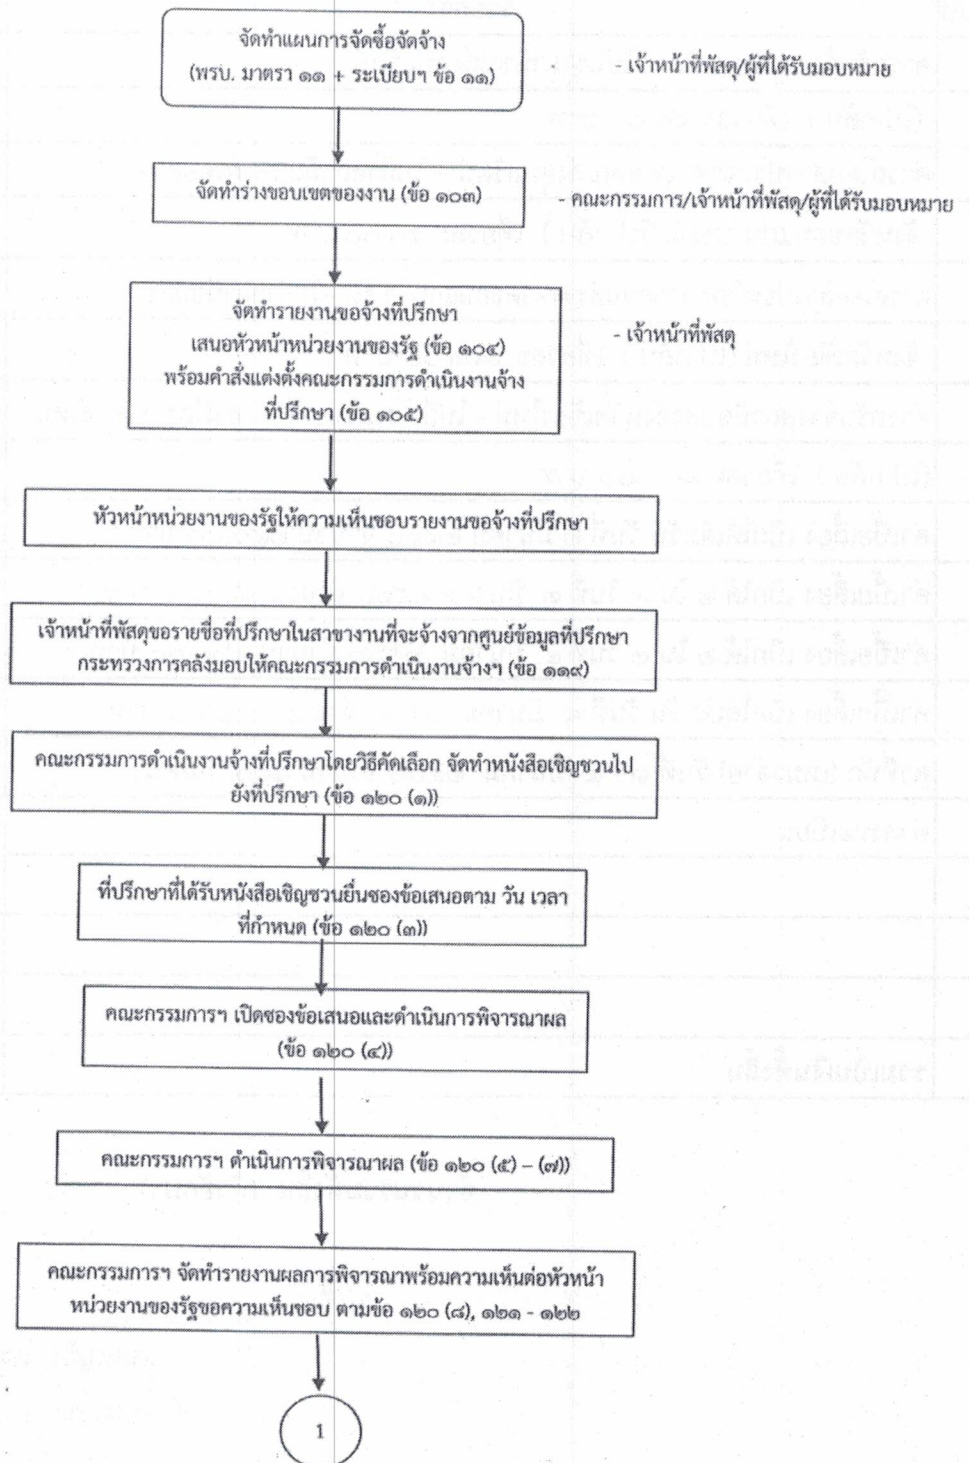 จัดทำแผนการจัดซื้อจัดจ้าง
(พรบ. มาตรา ๑๑ + ระเบียบฯ ข้อ ๑๑)
- เจ้าหน้าที่พัสดุ/ผู้ที่ได้รับมอบหมาย
จัดทำร่างขอบเขตของงาน (ข้อ ๑๐๓)
- คณะกรรมการ/เจ้าหน้าที่พัสดุ/ผู้ที่ได้รับมอบหมาย
จัดทำรายงานขอจ้างที่ปรึกษา
เสนอหัวหน้าหน่วยงานของรัฐ (ข้อ ๑๐๔)
พร้อมคำสั่งแต่งตั้งคณะกรรมการดำเนินงานจ้าง
ที่ปรึกษา (ข้อ ๑๐๕)
- เจ้าหน้าที่พัสดุ
หัวหน้าหน่วยงานของรัฐให้ความเห็นชอบรายงานขอจ้างที่ปรึกษา
เจ้าหน้าที่พัสดุขอรายชื่อที่ปรึกษาในสาขางานที่จะจ้างจากศูนย์ข้อมูลที่ปรึกษา
กระทรวงการคลังมอบให้คณะกรรมการดำเนินงานจ้างฯ (ข้อ ๑๑๙)
คณะกรรมการดำเนินงานจ้างที่ปรึกษาโดยวิธีคัดเลือก จัดทำหนังสือเชิญชวนไป
ยังที่ปรึกษา (ข้อ ๑๒๐ (๑))
ที่ปรึกษาที่ได้รับหนังสือเชิญชวนยื่นซองข้อเสนอตาม วัน เวลา
ที่กำหนด (ข้อ ๑๒๐ (๓))
คณะกรรมการฯ เปิดซองข้อเสนอและดำเนินการพิจารณาผล
(ข้อ ๑๒๐ (๔))
คณะกรรมการฯ ดำเนินการพิจารณาผล (ข้อ ๑๒๐ (๕) – (๗))
คณะกรรมการฯ จัดทำรายงานผลการพิจารณาพร้อมความเห็นต่อหัวหน้า
หน่วยงานของรัฐขอความเห็นชอบ ตามข้อ ๑๒๐ (๘), ๑๒๑ - ๑๒๒
1